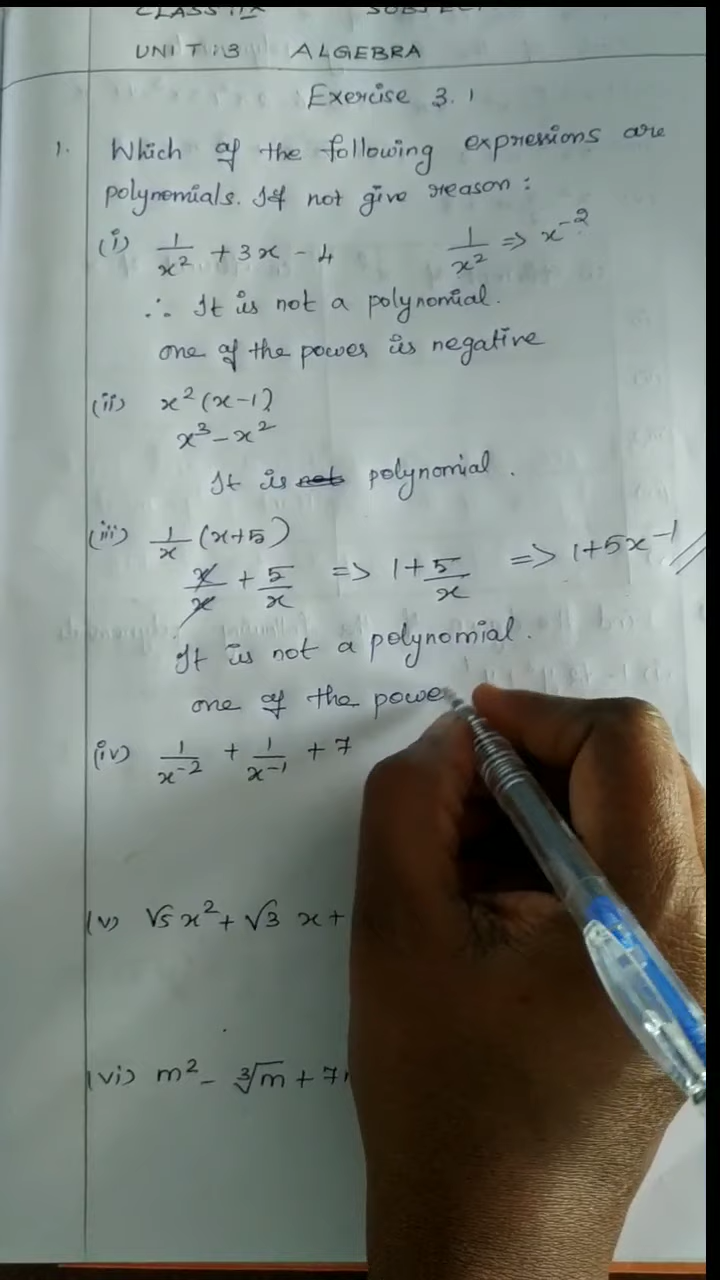 UNIT: 3 ALGEBRA
Exercise 3.1
1. Which of the following expressions are
polynomials. If not give reason :
(i) 1/x² + 3x - 4 1/x² => x⁻²
∴ It is not a polynomial.
one of the power is negative
(ii) x² (x-1)
x³ - x²
It is not polynomial.
(iii) 1/x (x+5)
x/x + 5/x => 1 + 5/x => 1+5x⁻¹ //
It is not a polynomial.
one of the power
(iv) 1/x⁻² + 1/x⁻¹ + 7
(v) √5 x² + √3 x +
(vi) m² - ∛m + 7